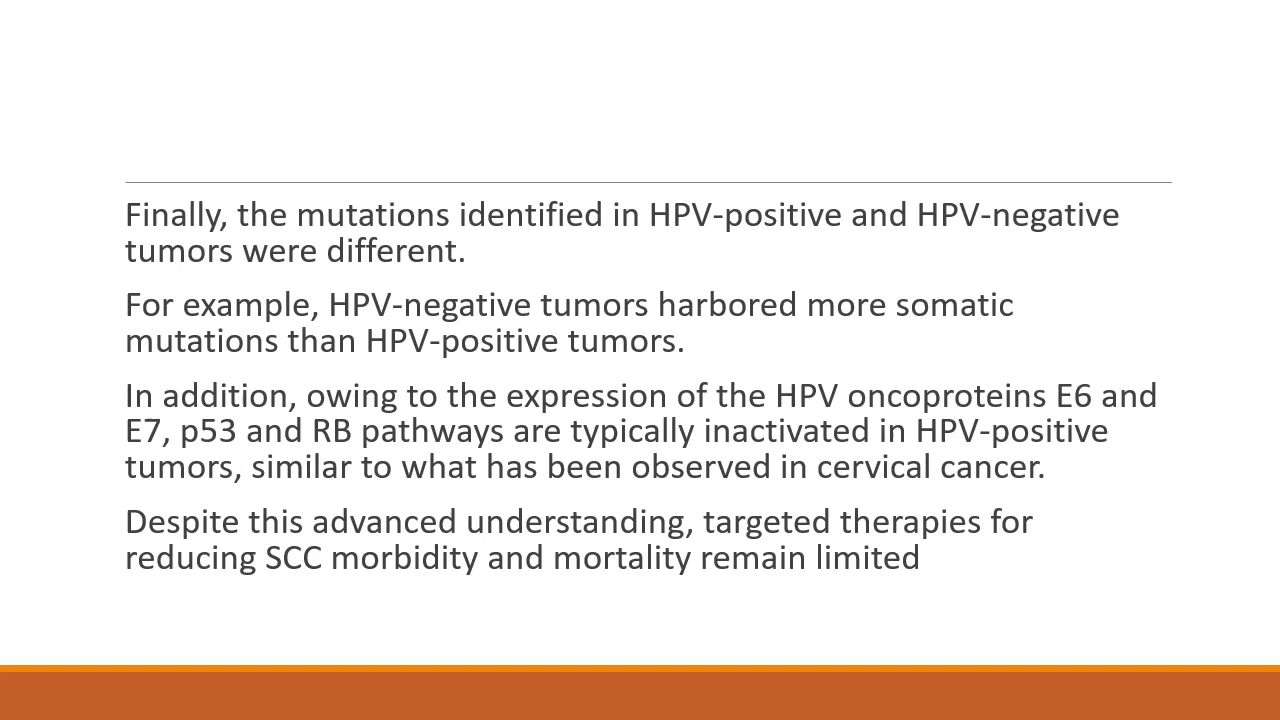 Finally, the mutations identified in HPV-positive and HPV-negative
tumors were different.
For example, HPV-negative tumors harbored more somatic
mutations than HPV-positive tumors.
In addition, owing to the expression of the HPV oncoproteins E6 and
E7, p53 and RB pathways are typically inactivated in HPV-positive
tumors, similar to what has been observed in cervical cancer.
Despite this advanced understanding, targeted therapies for
reducing SCC morbidity and mortality remain limited